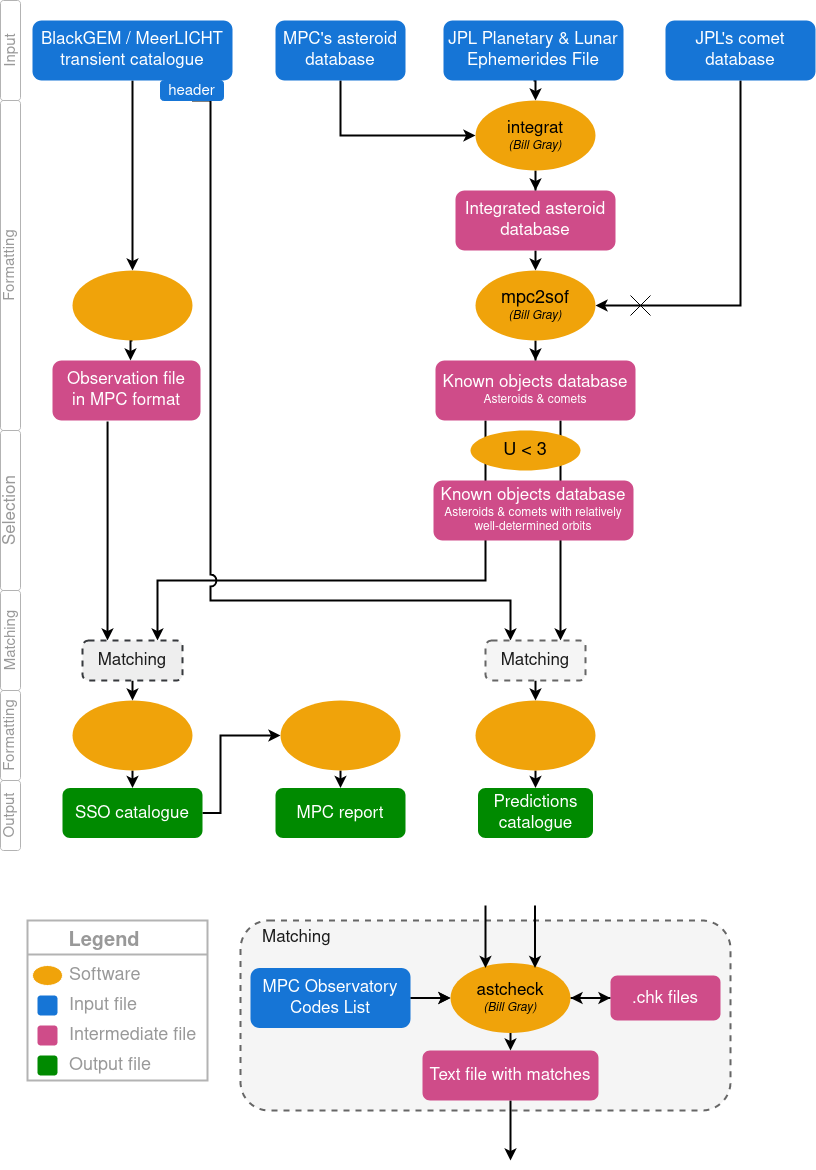 Input
BlackGEM / MeerLICHT
transient catalogue
header
MPC's asteroid
database
JPL Planetary & Lunar
Ephemerides File
JPL's comet
database
Formatting
integrat
(Bill Gray)
Integrated asteroid
database
mpc2sof
(Bill Gray)
Observation file
in MPC format
Known objects database
Asteroids & comets
Selection
U < 3
Known objects database
Asteroids & comets with relatively
well-determined orbits
Matching
Matching
Matching
Formatting
Output
SSO catalogue
MPC report
Predictions
catalogue
Legend
Software
Input file
Intermediate file
Output file
Matching
MPC Observatory
Codes List
astcheck
(Bill Gray)
.chk files
Text file with matches